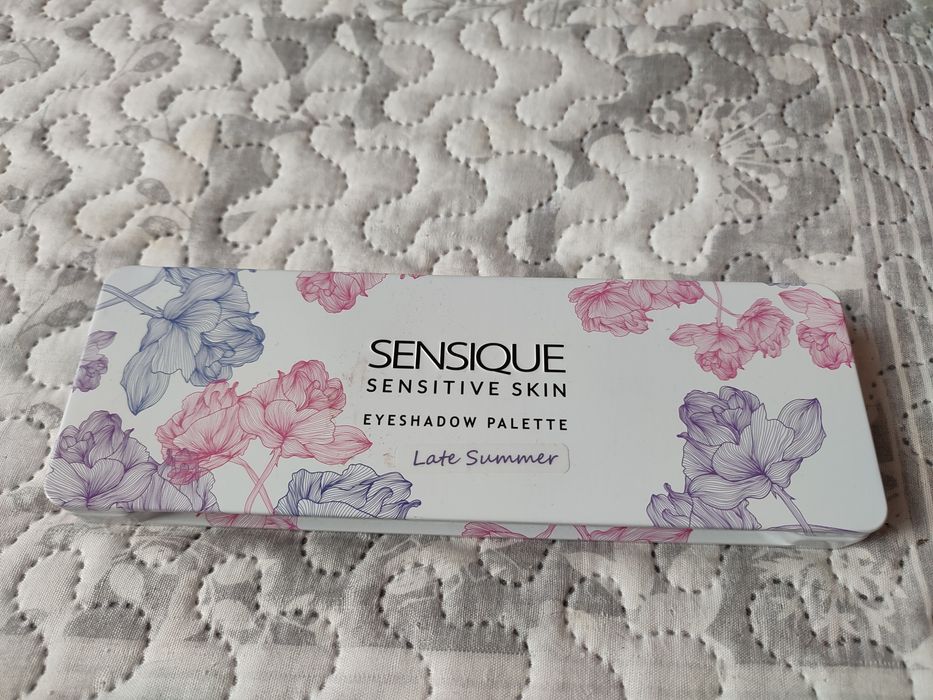 SENSIQUE
SENSITIVE SKIN
EYESHADOW PALETTE
Late Summer